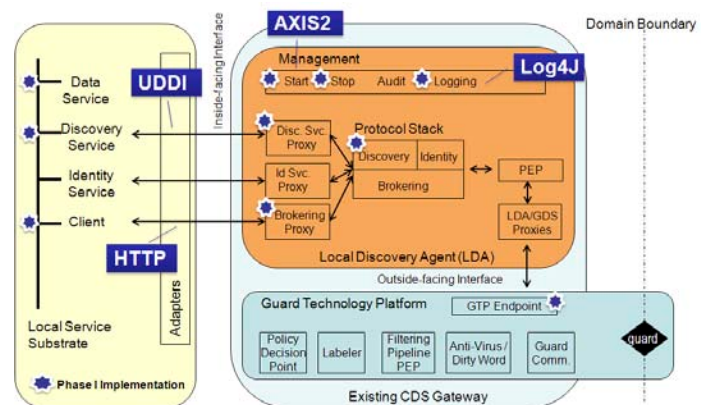 AXIS2
Domain Boundary
Inside-facing Interface
Management
Start
Stop
Audit
Logging
Log4J
UDDI
Data
Service
Discovery
Service
Identity
Service
Client
HTTP
Adapters
Local Service
Substrate
Phase I Implementation
Disc. Svc.
Proxy
Id Svc.
Proxy
Brokering
Proxy
Protocol Stack
Discovery
Identity
Brokering
PEP
LDA/GDS
Proxies
Local Discovery Agent (LDA)
Outside-facing Interface
Guard Technology Platform
GTP Endpoint
Policy
Decision
Point
Labeler
Filtering
Pipeline
PEP
Anti-Virus /
Dirty Word
Guard
Comm.
guard
Existing CDS Gateway